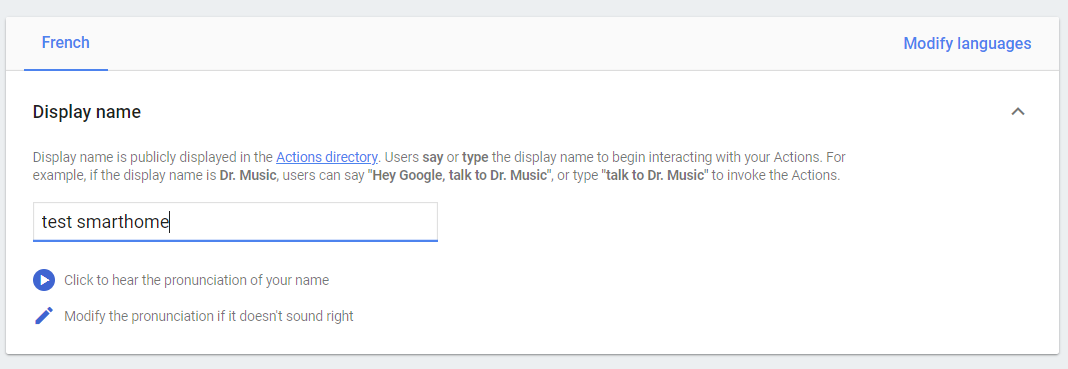 French
Modify languages
Display name
Display name is publicly displayed in the Actions directory. Users say or type the display name to begin interacting with your Actions. For
example, if the display name is Dr. Music, users can say "Hey Google, talk to Dr. Music", or type "talk to Dr. Music" to invoke the Actions.
test smarthome
Click to hear the pronunciation of your name
Modify the pronunciation if it doesn't sound right